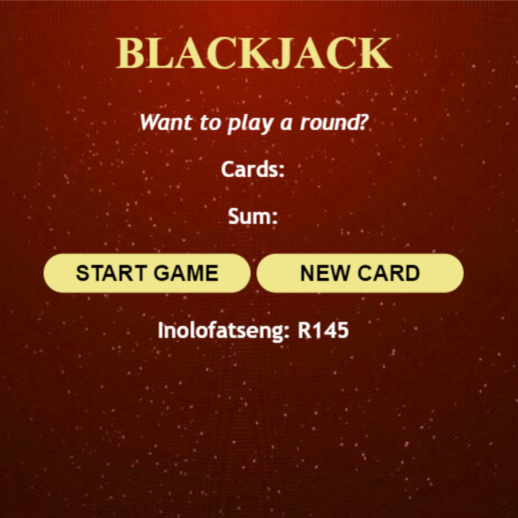 BLACKJACK
Want to play a round?
Cards:
Sum:
START GAME NEW CARD
Inolofatseng: R145